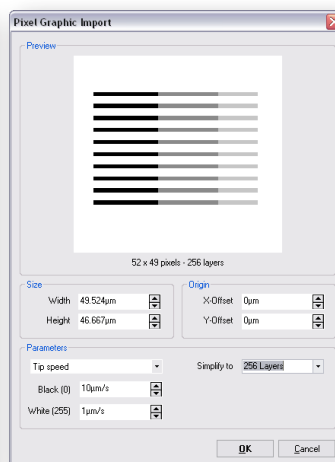 Pixel Graphic Import
Preview
52 x 49 pixels - 256 layers
Size
Width 49.524µm
Height 46.667µm
Origin
X-Offset 0µm
Y-Offset 0µm
Parameters
Tip speed
Simplify to 256 Layers
Black (0) 10µm/s
White (255) 1µm/s
OK Cancel